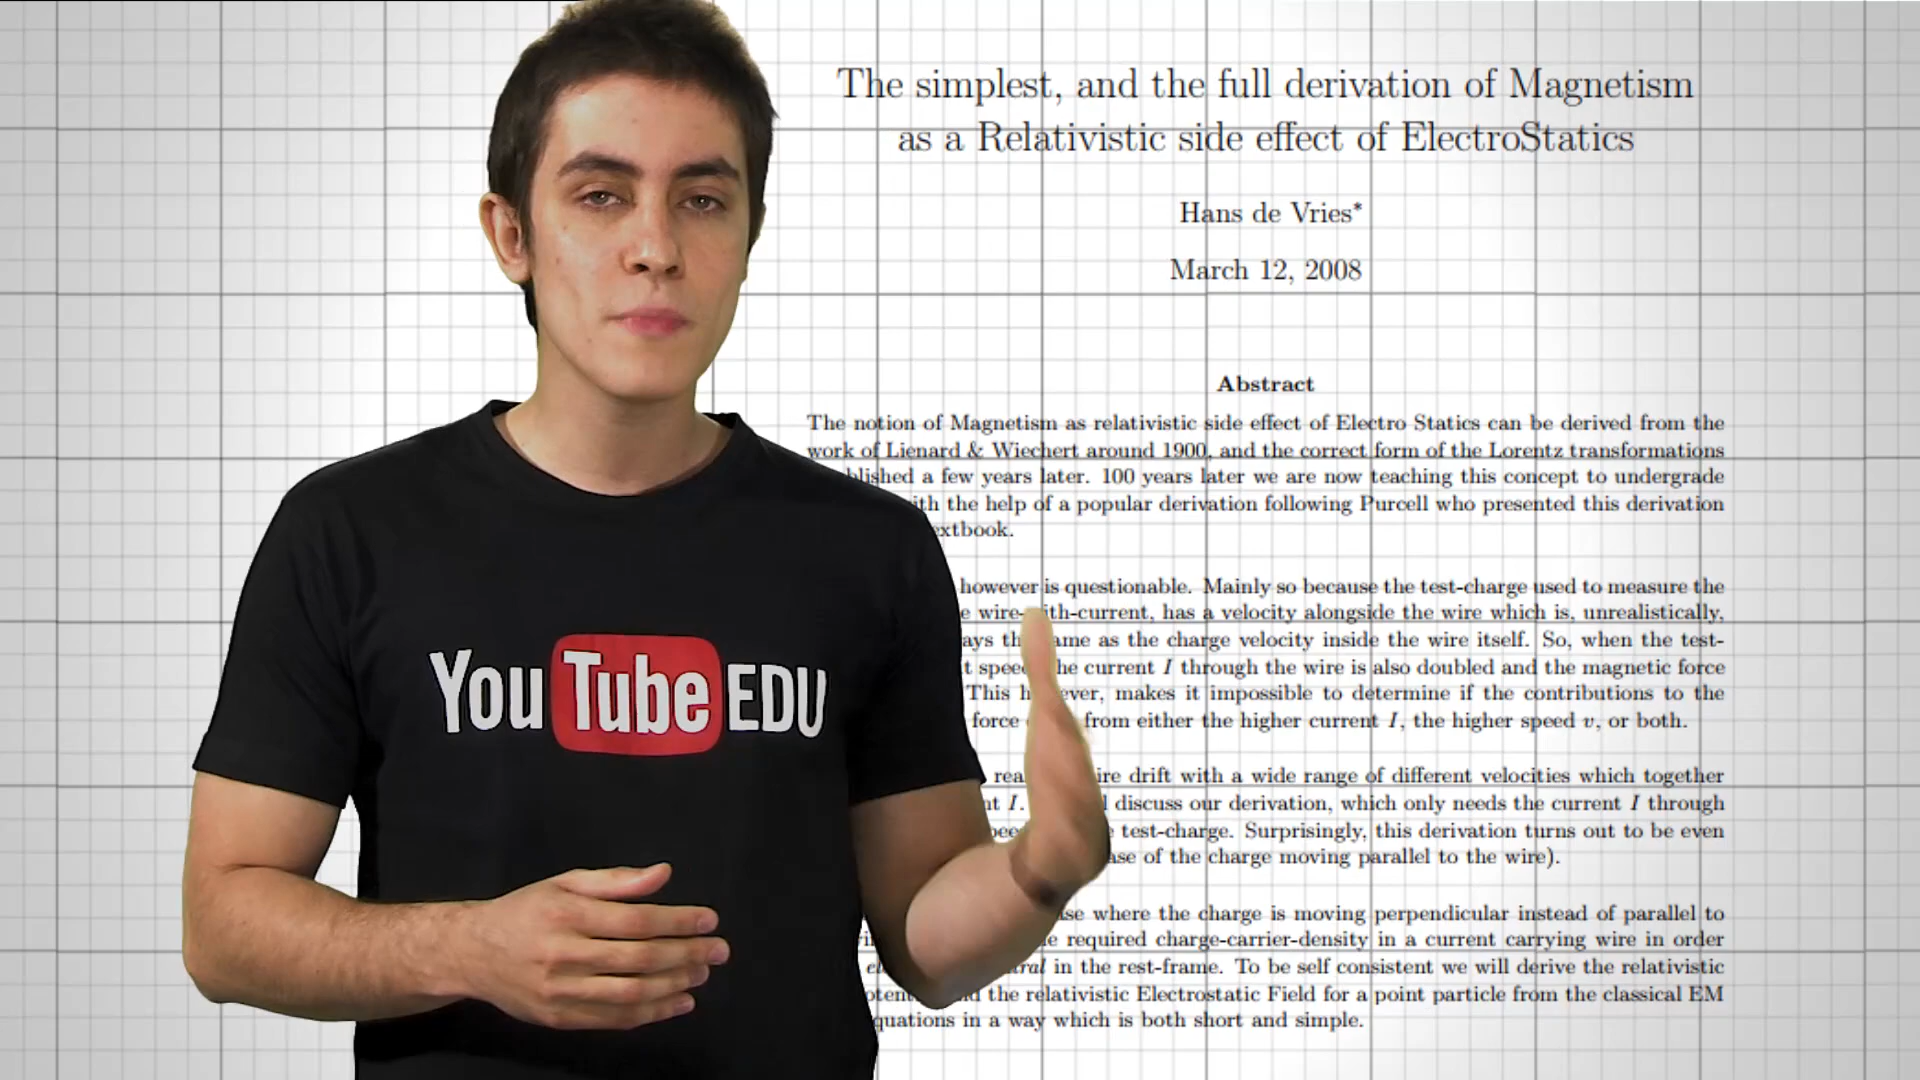 The simplest, and the full derivation of Magnetism
as a Relativistic side effect of ElectroStatics
Hans de Vries*
March 12, 2008
Abstract
The notion of Magnetism as relativistic side effect of Electro Statics can be derived from the
work of Lienard & Wiechert around 1900, and the correct form of the Lorentz transformations
a few years later. 100 years later we are now teaching this concept to undergrade
the help of a popular derivation following Purcell who presented this derivation
however is questionable. Mainly so because the test-charge used to measure the
wire-with-current, has a velocity alongside the wire which is, unrealistically,
as the charge velocity inside the wire itself. So, when the test-
the current I through the wire is also doubled and the magnetic force
This however, makes it impossible to determine if the contributions to the
force from either the higher current I, the higher speed v, or both.
drift with a wide range of different velocities which together
I. discuss our derivation, which only needs the current I through
test-charge. Surprisingly, this derivation turns out to be even
of the charge moving parallel to the wire).
where the charge is moving perpendicular instead of parallel to
required charge-carrier-density in a current carrying wire in order
in the rest-frame. To be self consistent we will derive the relativistic
the relativistic Electrostatic Field for a point particle from the classical EM
in a way which is both short and simple.
YouTube EDU